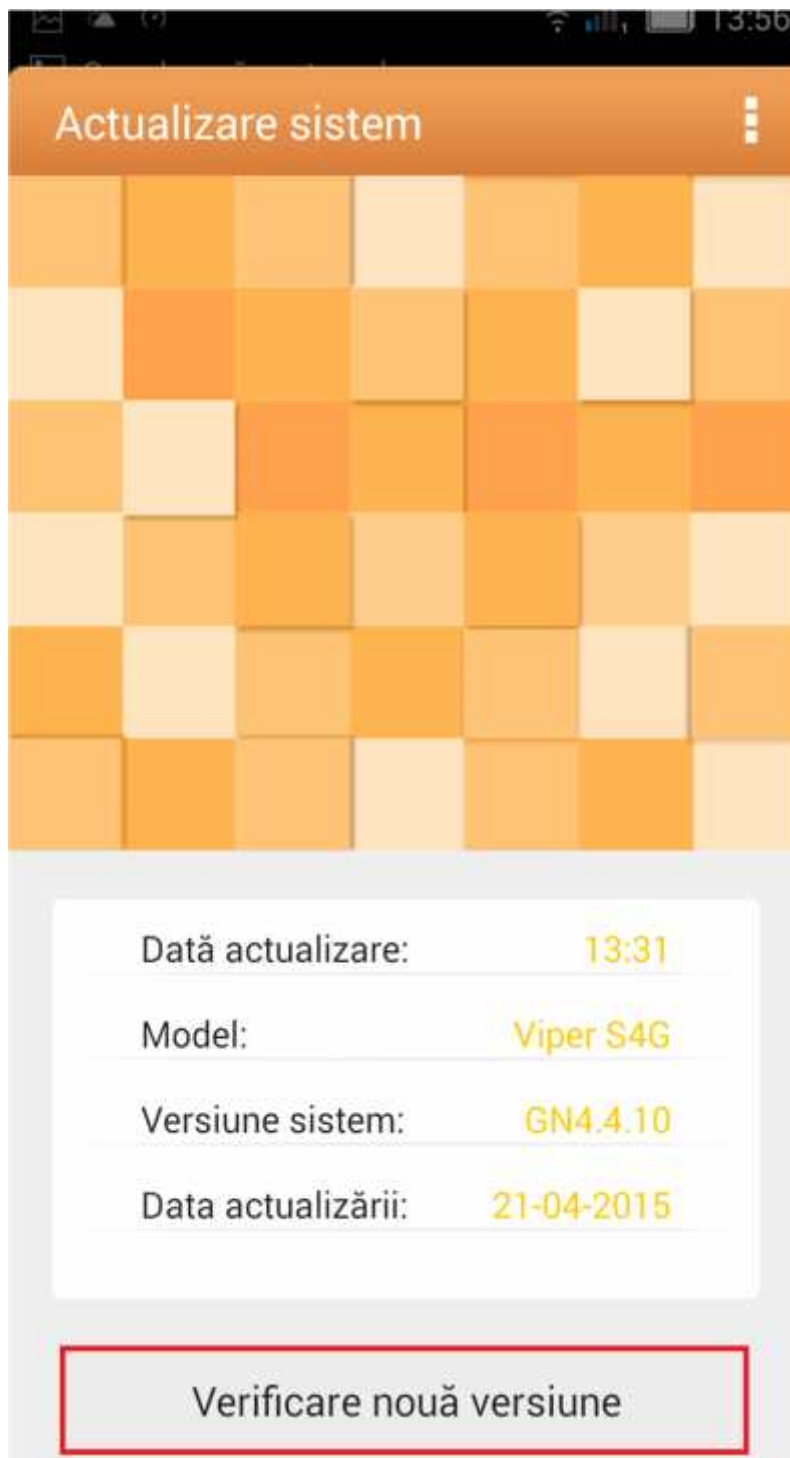 13:56
Actualizare sistem
Dată actualizare: 13:31
Model: Viper S4G
Versiune sistem: GN4.4.10
Data actualizării: 21-04-2015
Verificare nouă versiune